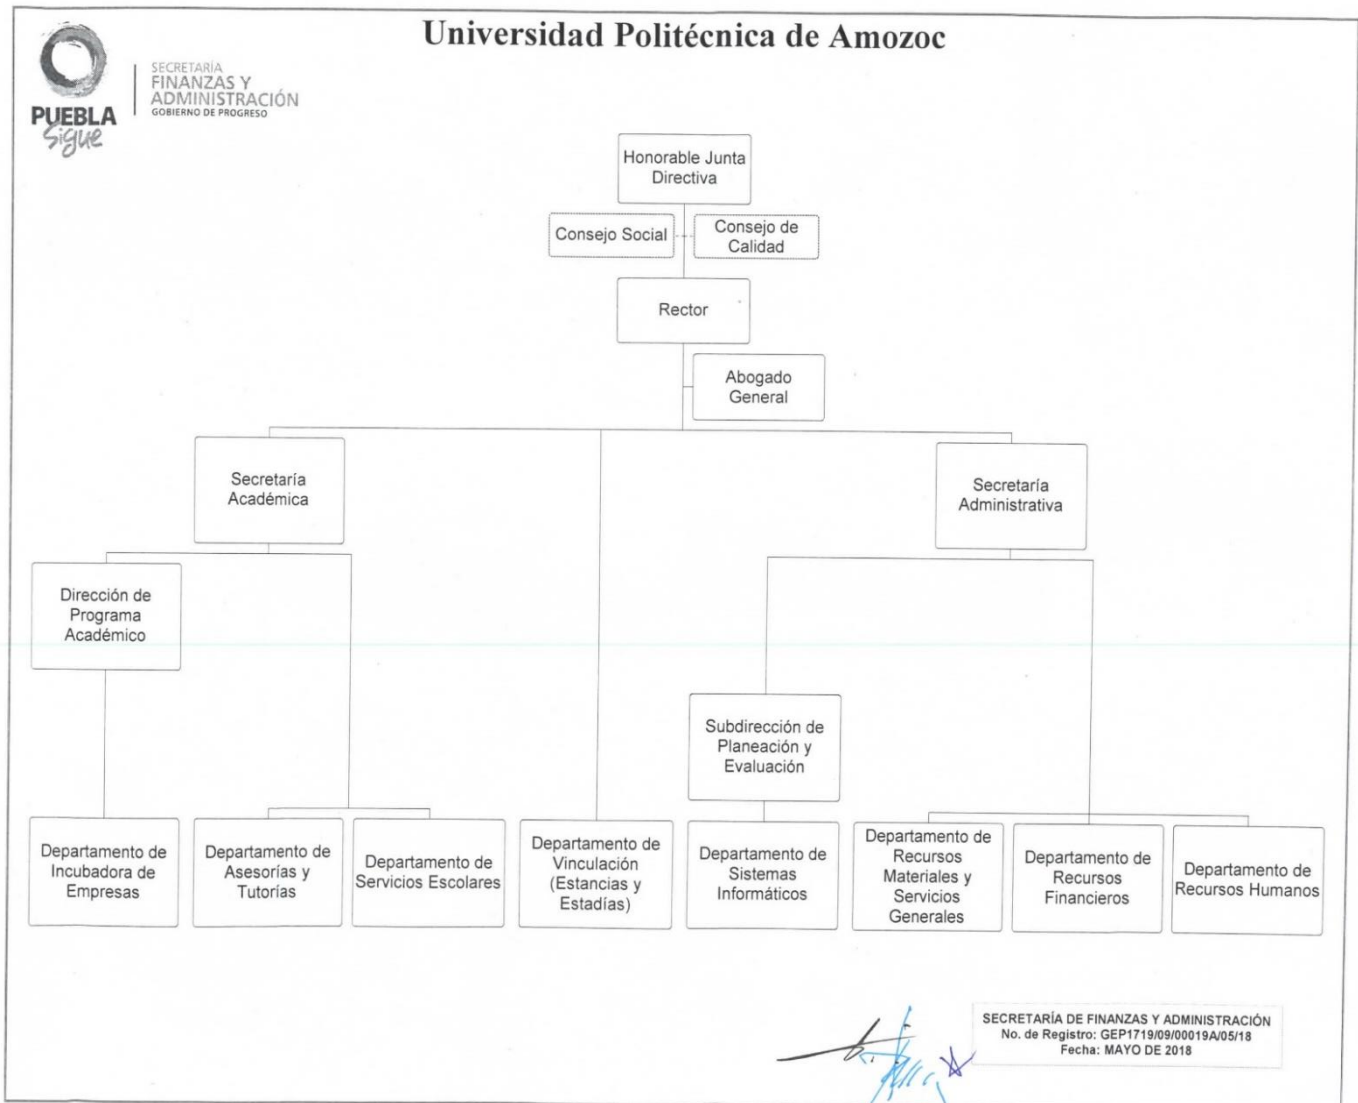 Universidad Politécnica de Amozoc
PUEBLA
Sigue
SECRETARÍA
FINANZAS Y
ADMINISTRACIÓN
GOBIERNO DE PROGRESO
Honorable Junta
Directiva
Consejo Social
Consejo de
Calidad
Rector
Abogado
General
Secretaría
Académica
Secretaría
Administrativa
Dirección de
Programa
Académico
Subdirección de
Planeación y
Evaluación
Departamento de
Incubadora de
Empresas
Departamento de
Asesorías y
Tutorías
Departamento de
Servicios Escolares
Departamento de
Vinculación
(Estancias y
Estadías)
Departamento de
Sistemas
Informáticos
Departamento de
Recursos
Materiales y
Servicios
Generales
Departamento de
Recursos
Financieros
Departamento de
Recursos Humanos
SECRETARÍA DE FINANZAS Y ADMINISTRACIÓN
No. de Registro: GEP1719/09/00019A/05/18
Fecha: MAYO DE 2018